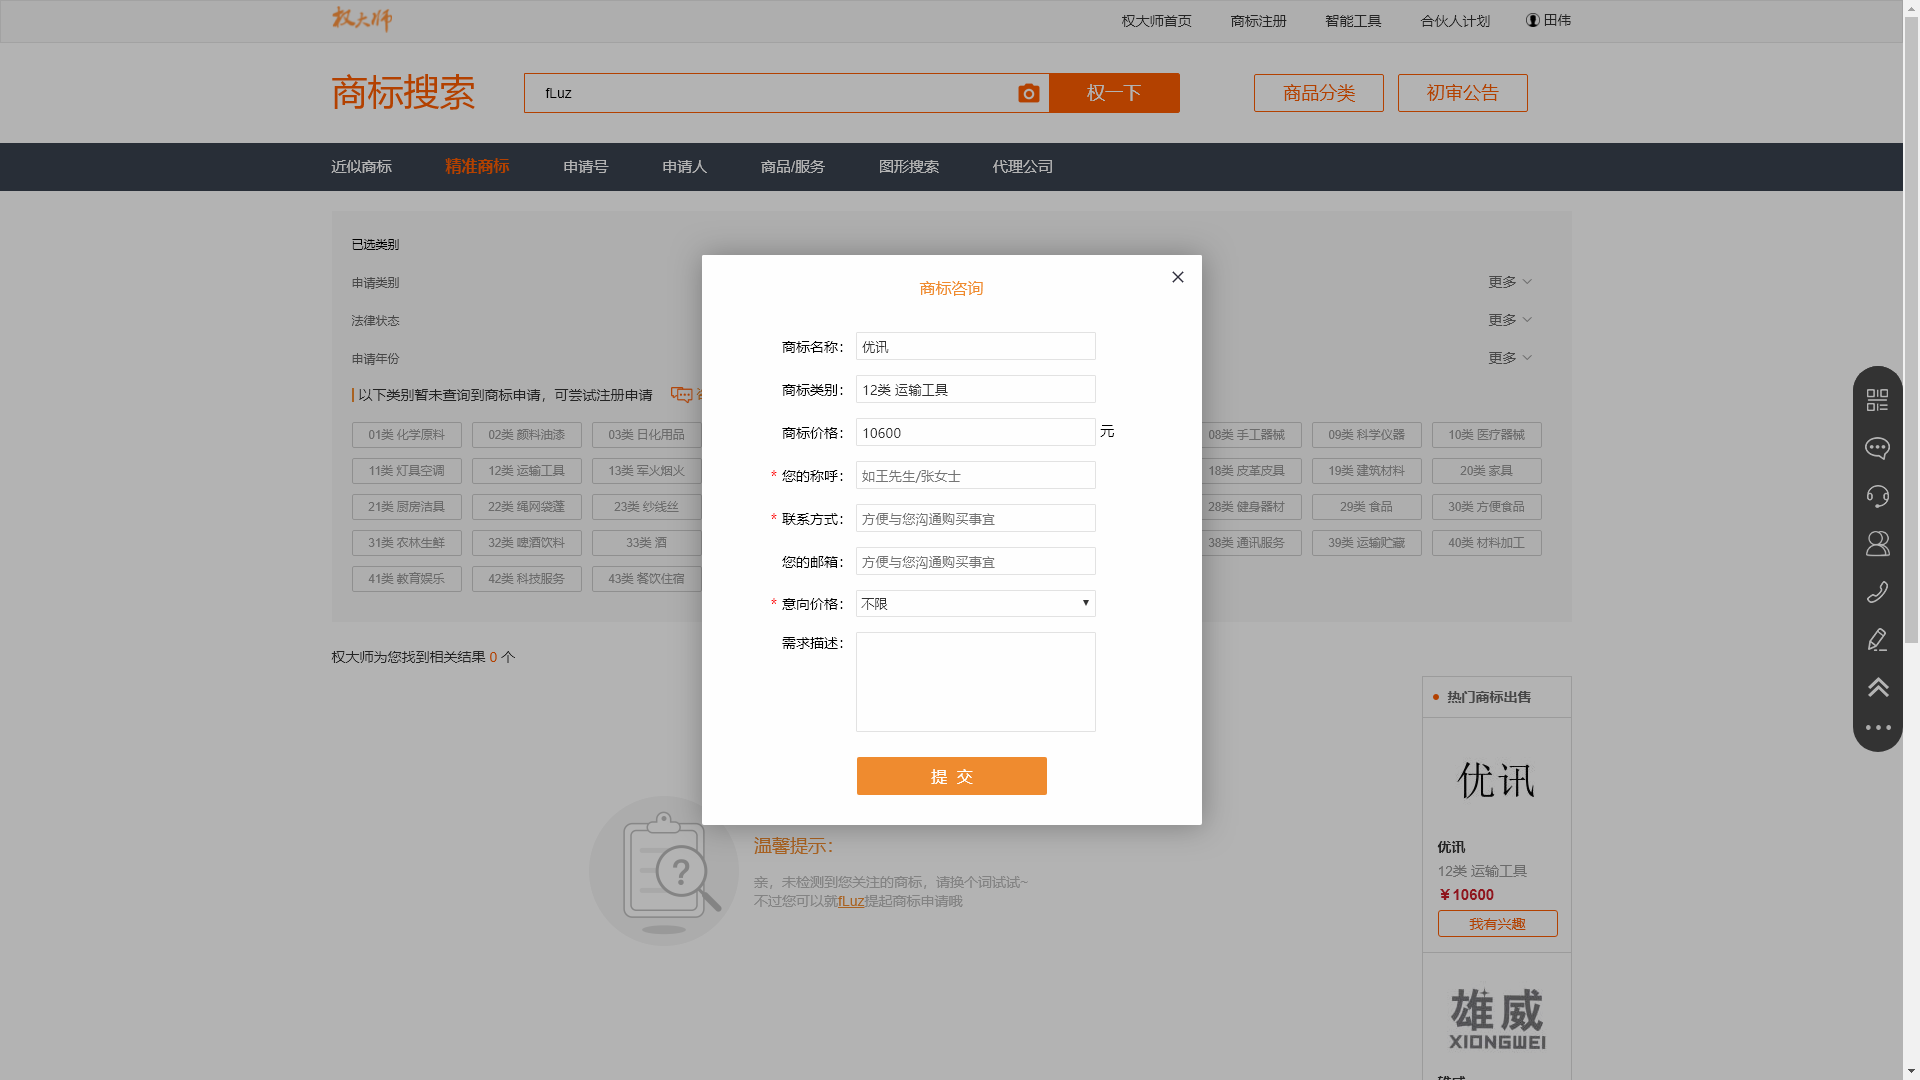 权大师
权大师首页 商标注册 智能工具 合伙人计划 田伟
商标搜索 fLuz 权一下 商品分类 初审公告
近似商标 精准商标 申请号 申请人 商品/服务 图形搜索 代理公司
已选类别
申请类别 更多
法律状态 更多
申请年份 更多
以下类别暂未查询到商标申请，可尝试注册申请
01类 化学原料 02类 颜料油漆 03类 日化用品 08类 手工器械 09类 科学仪器 10类 医疗器械
11类 灯具空调 12类 运输工具 13类 军火烟火 18类 皮革皮具 19类 建筑材料 20类 家具
21类 厨房洁具 22类 绳网袋蓬 23类 纱线丝 28类 健身器材 29类 食品 30类 方便食品
31类 农林生鲜 32类 啤酒饮料 33类 酒 38类 通讯服务 39类 运输贮藏 40类 材料加工
41类 教育娱乐 42类 科技服务 43类 餐饮住宿
商标咨询
商标名称： 优讯
商标类别： 12类 运输工具
商标价格： 10600 元
* 您的称呼： 如王先生/张女士
* 联系方式： 方便与您沟通购买事宜
您的邮箱： 方便与您沟通购买事宜
* 意向价格： 不限
需求描述：
提 交
权大师为您找到相关结果 0 个
温馨提示：
亲，未检测到您关注的商标，请换个词试试~
不过您可以就fLuz提起商标申请哦
热门商标出售
优讯
优讯
12类 运输工具
￥10600
我有兴趣
雄威
XIONGWEI